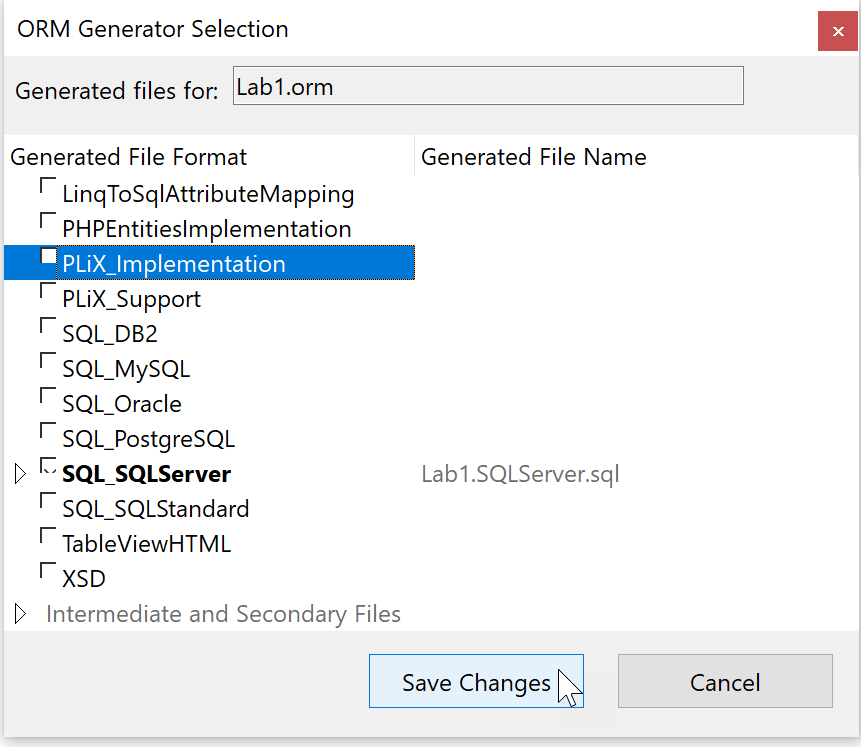 ORM Generator Selection
Generated files for: Lab1.orm
Generated File Format Generated File Name
LinqToSqlAttributeMapping
PHPEntitiesImplementation
PLiX_Implementation
PLiX_Support
SQL_DB2
SQL_MySQL
SQL_Oracle
SQL_PostgreSQL
SQL_SQLServer Lab1.SQLServer.sql
SQL_SQLStandard
TableViewHTML
XSD
Intermediate and Secondary Files
Save Changes Cancel